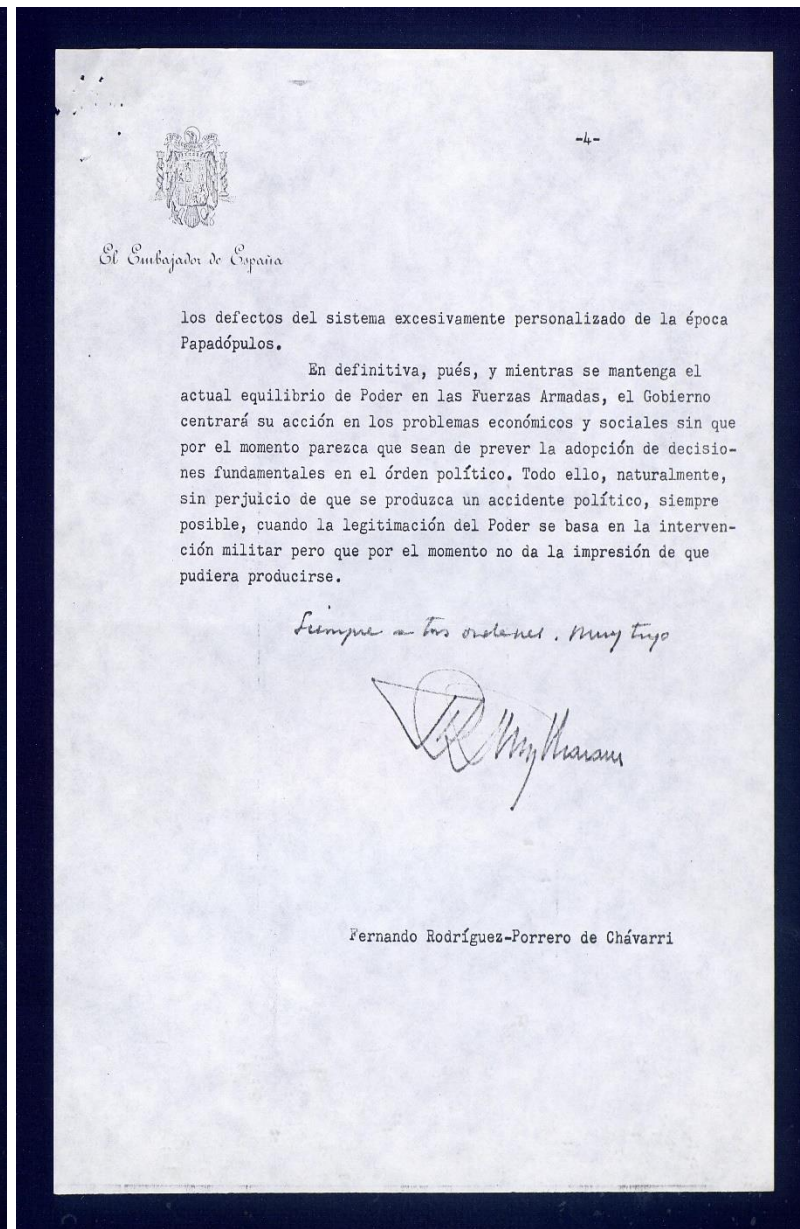 -4-
El Embajador de España
los defectos del sistema excesivamente personalizado de la época
Papadópulos.
En definitiva, pués, y mientras se mantenga el
actual equilibrio de Poder en las Fuerzas Armadas, el Gobierno
centrará su acción en los problemas económicos y sociales sin que
por el momento parezca que sean de prever la adopción de decisio-
nes fundamentales en el órden político. Todo ello, naturalmente,
sin perjuicio de que se produzca un accidente político, siempre
posible, cuando la legitimación del Poder se basa en la interven-
ción militar pero que por el momento no da la impresión de que
pudiera producirse.
Siempre a tus ordenes. Muy tuyo
Fernando Rodríguez-Porrero de Chávarri